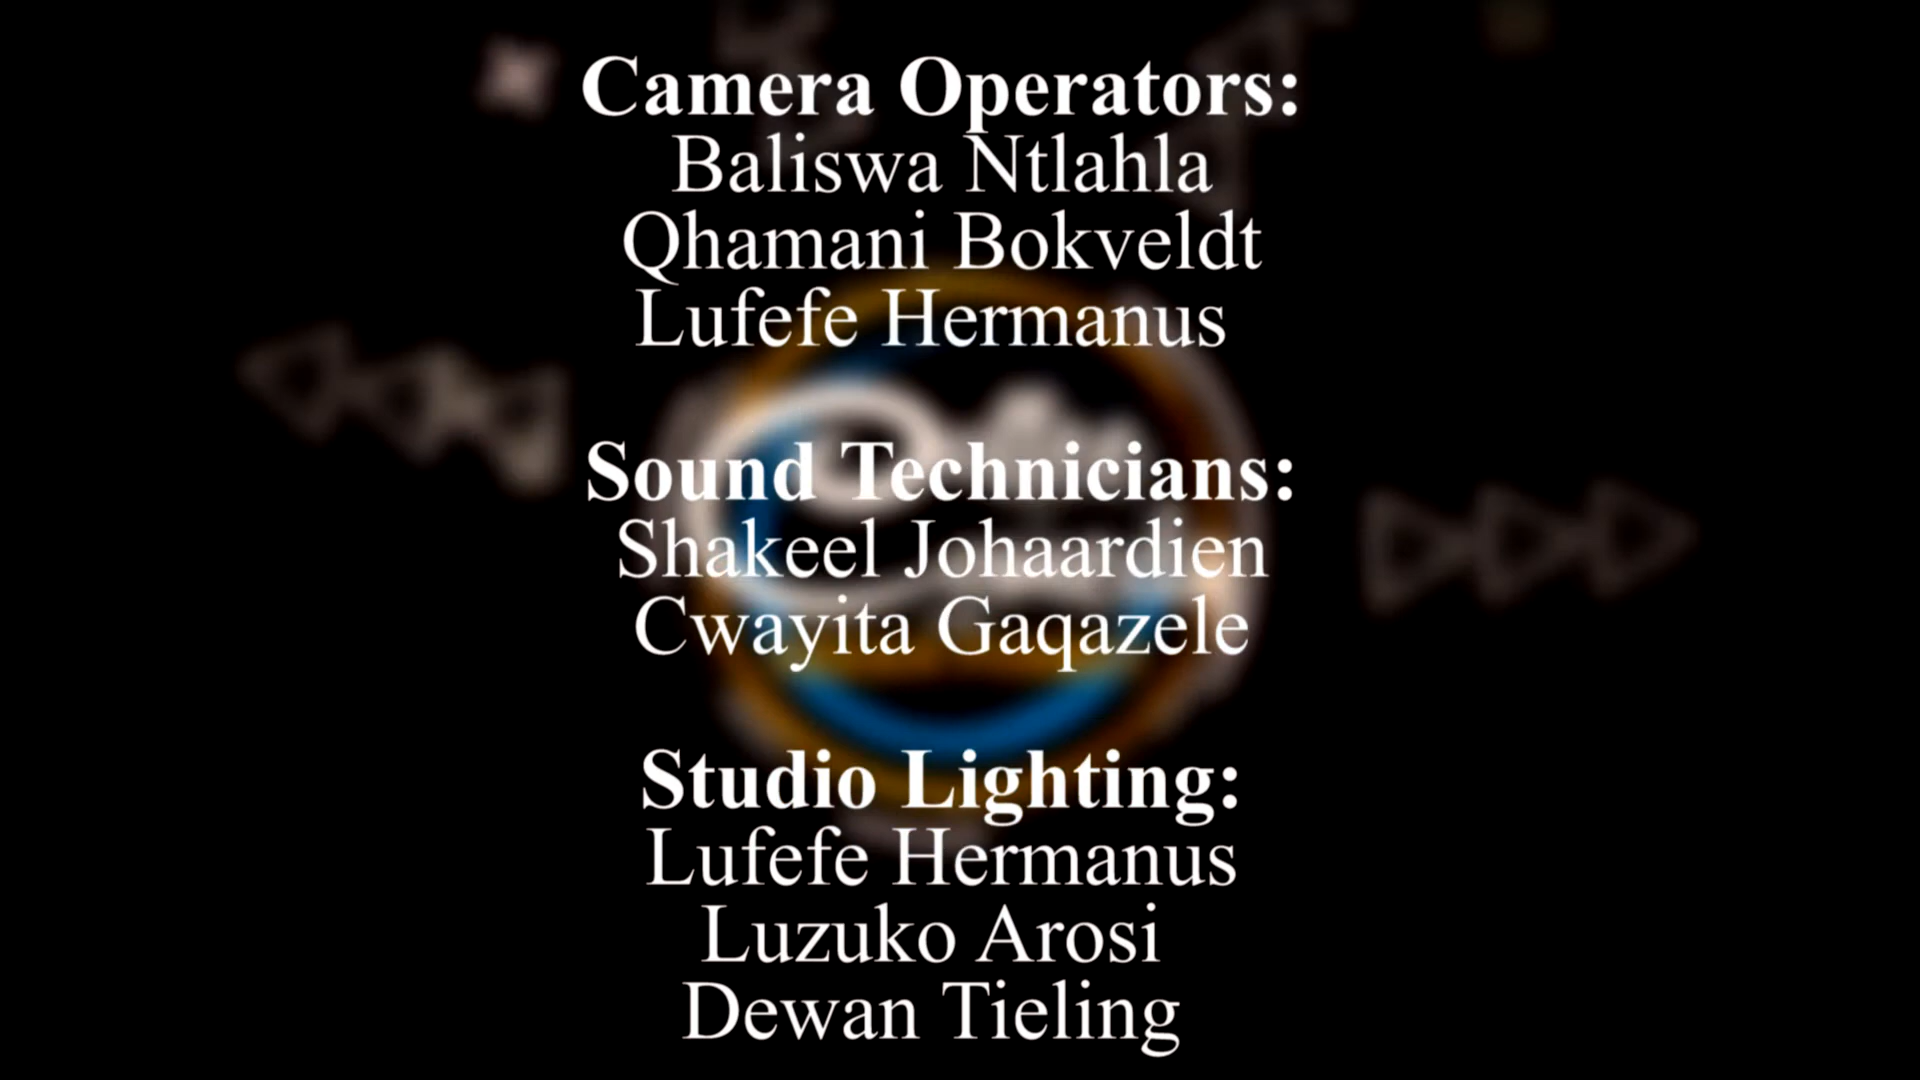 Camera Operators:
Baliswa Ntlahla
Qhamani Bokveldt
Lufefe Hermanus
Sound Technicians:
Shakeel Johaardien
Cwayita Gaqazele
Studio Lighting:
Lufefe Hermanus
Luzuko Arosi
Dewan Tieling